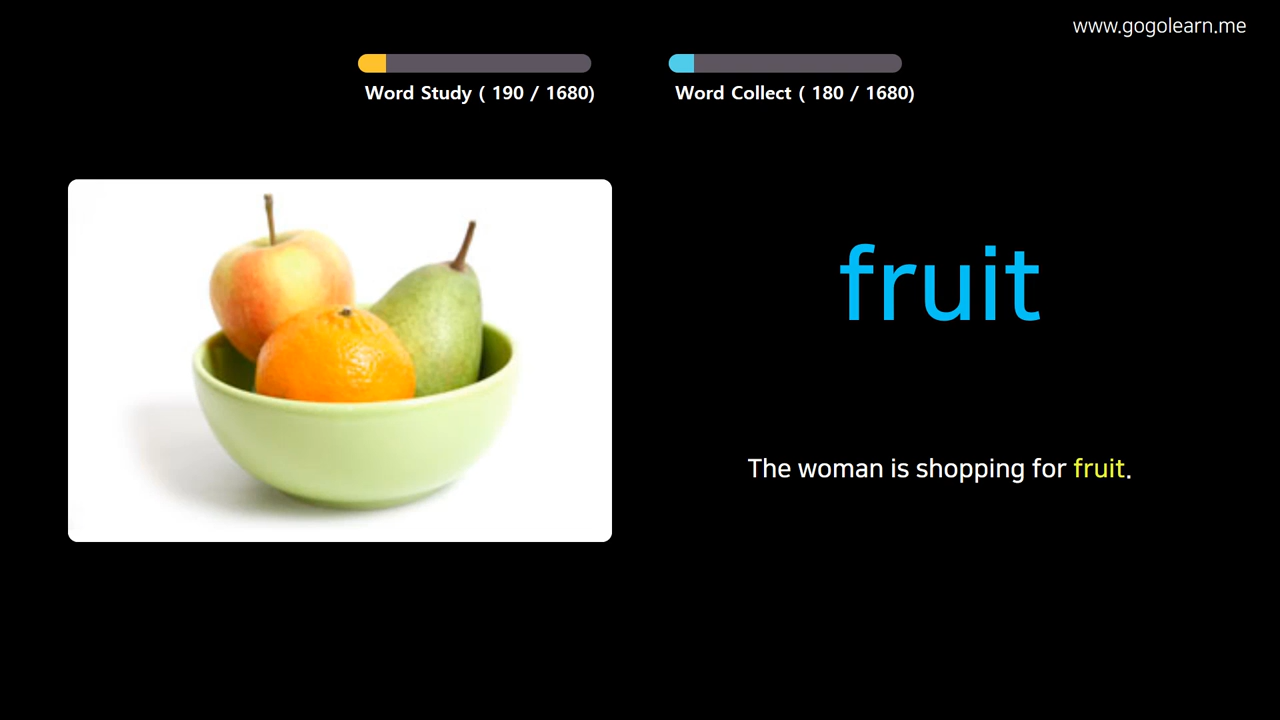 www.gogolearn.me
Word Study ( 190 / 1680)
Word Collect ( 180 / 1680)
fruit
The woman is shopping for fruit.